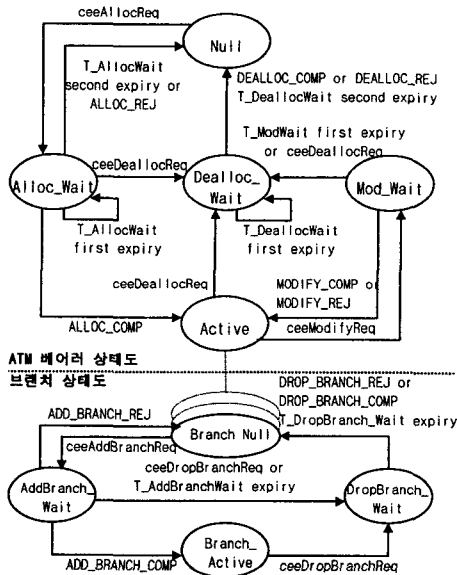 ceeAllocReq
Null
T_AllocWait
second expiry or
ALLOC_REJ
DEALLOC_COMP or DEALLOC_REJ
T_DeallocWait second expiry
T_ModWait first expiry
or ceeDeallocReq
ceeDeallocReq
Alloc_Wait
Dealloc_
Wait
Mod_Wait
T_AllocWait
first expiry
T_DeallocWait
first expiry
ceeDeallocReq
MODIFY_COMP or
MODIFY_REJ
ALLOC_COMP
Active
ceeModifyReq
ATM 베어러 상태도
브랜치 상태도
DROP_BRANCH_REJ or
DROP_BRANCH_COMP
T_DropBranch_Wait expiry
ADD_BRANCH_REJ
Branch Null
ceeAddBranchReq
ceeDropBranchReq or
T_AddBranchWait expiry
AddBranch_
Wait
DropBranch_
Wait
ADD_BRANCH_COMP
Branch_
Active
ceeDropBranchReq